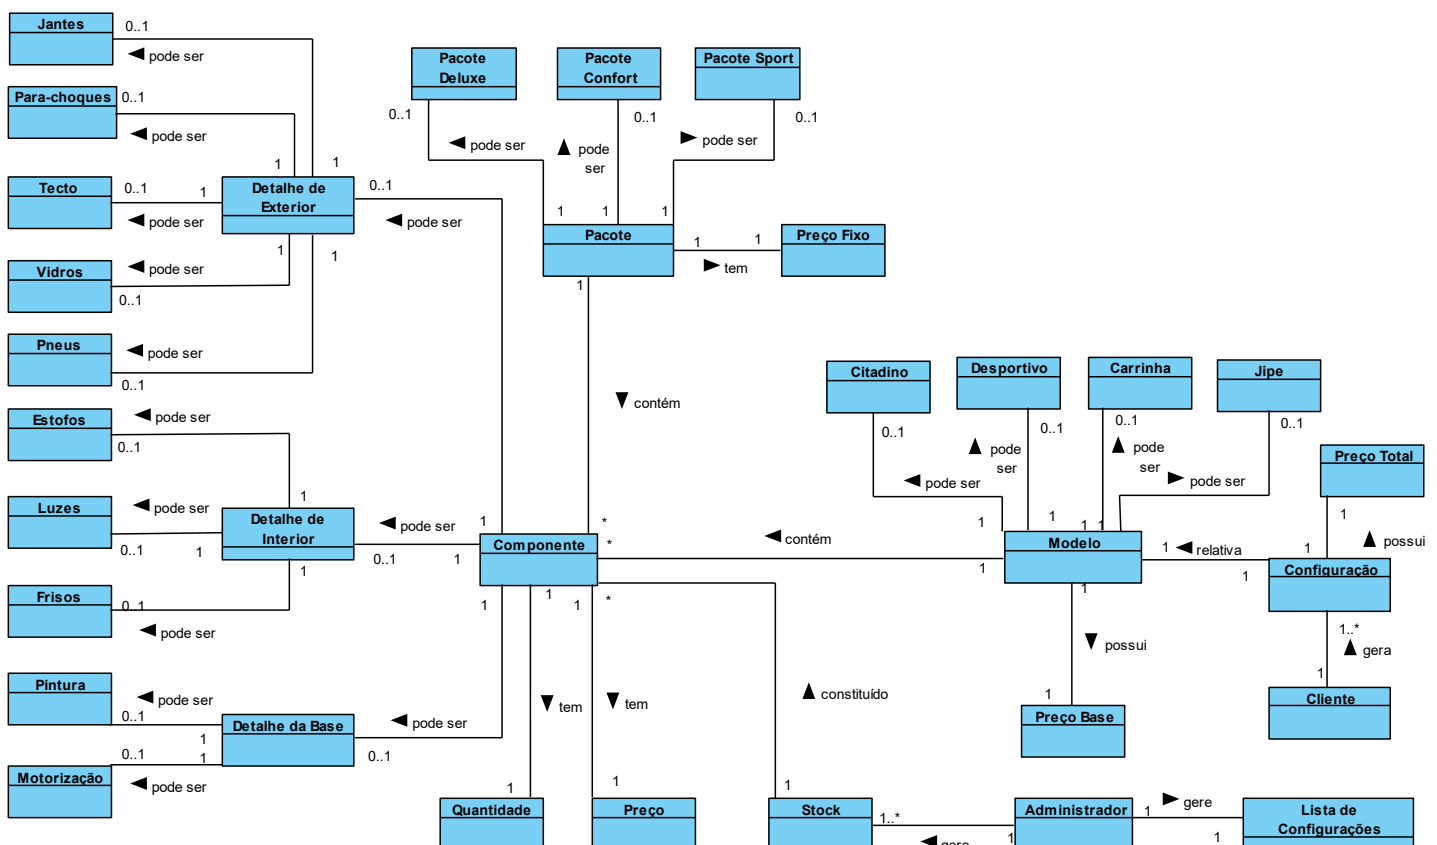 Jantes
0..1
pode ser
Para-choques
0..1
pode ser
1
1
Tecto
0..1
1
pode ser
Detalhe de
Exterior
0..1
pode ser
Vidros
pode ser
0..1
1
1
Pneus
pode ser
0..1
Pacote
Deluxe
Pacote
Confort
Pacote Sport
0..1
0..1
0..1
pode ser
pode
ser
pode ser
1
1
1
Pacote
1
1
tem
Preço Fixo
1
contém
Estofos
pode ser
0..1
Luzes
pode ser
0..1
1
1
Detalhe de
Interior
1
pode ser
0..1
1
Frisos
0..1
pode ser
Pintura
pode ser
0..1
1
Detalhe da Base
pode ser
0..1
Motorização
0..1
1
pode ser
1
*
*
Componente
1
1
1
*
tem
tem
1
1
Quantidade
Preço
constituído
1
Stock
1..*
gere
1
Administrador
1
gere
1
Lista de
Configurações
Citadino
Desportivo
Carrinha
Jipe
0..1
0..1
0..1
0..1
pode ser
pode
ser
pode
ser
pode ser
1
1
1
1
contém
1
Modelo
1
possui
1
Preço Base
1
relativa
1
Preço Total
1
possui
1
Configuração
1..*
gera
1
Cliente